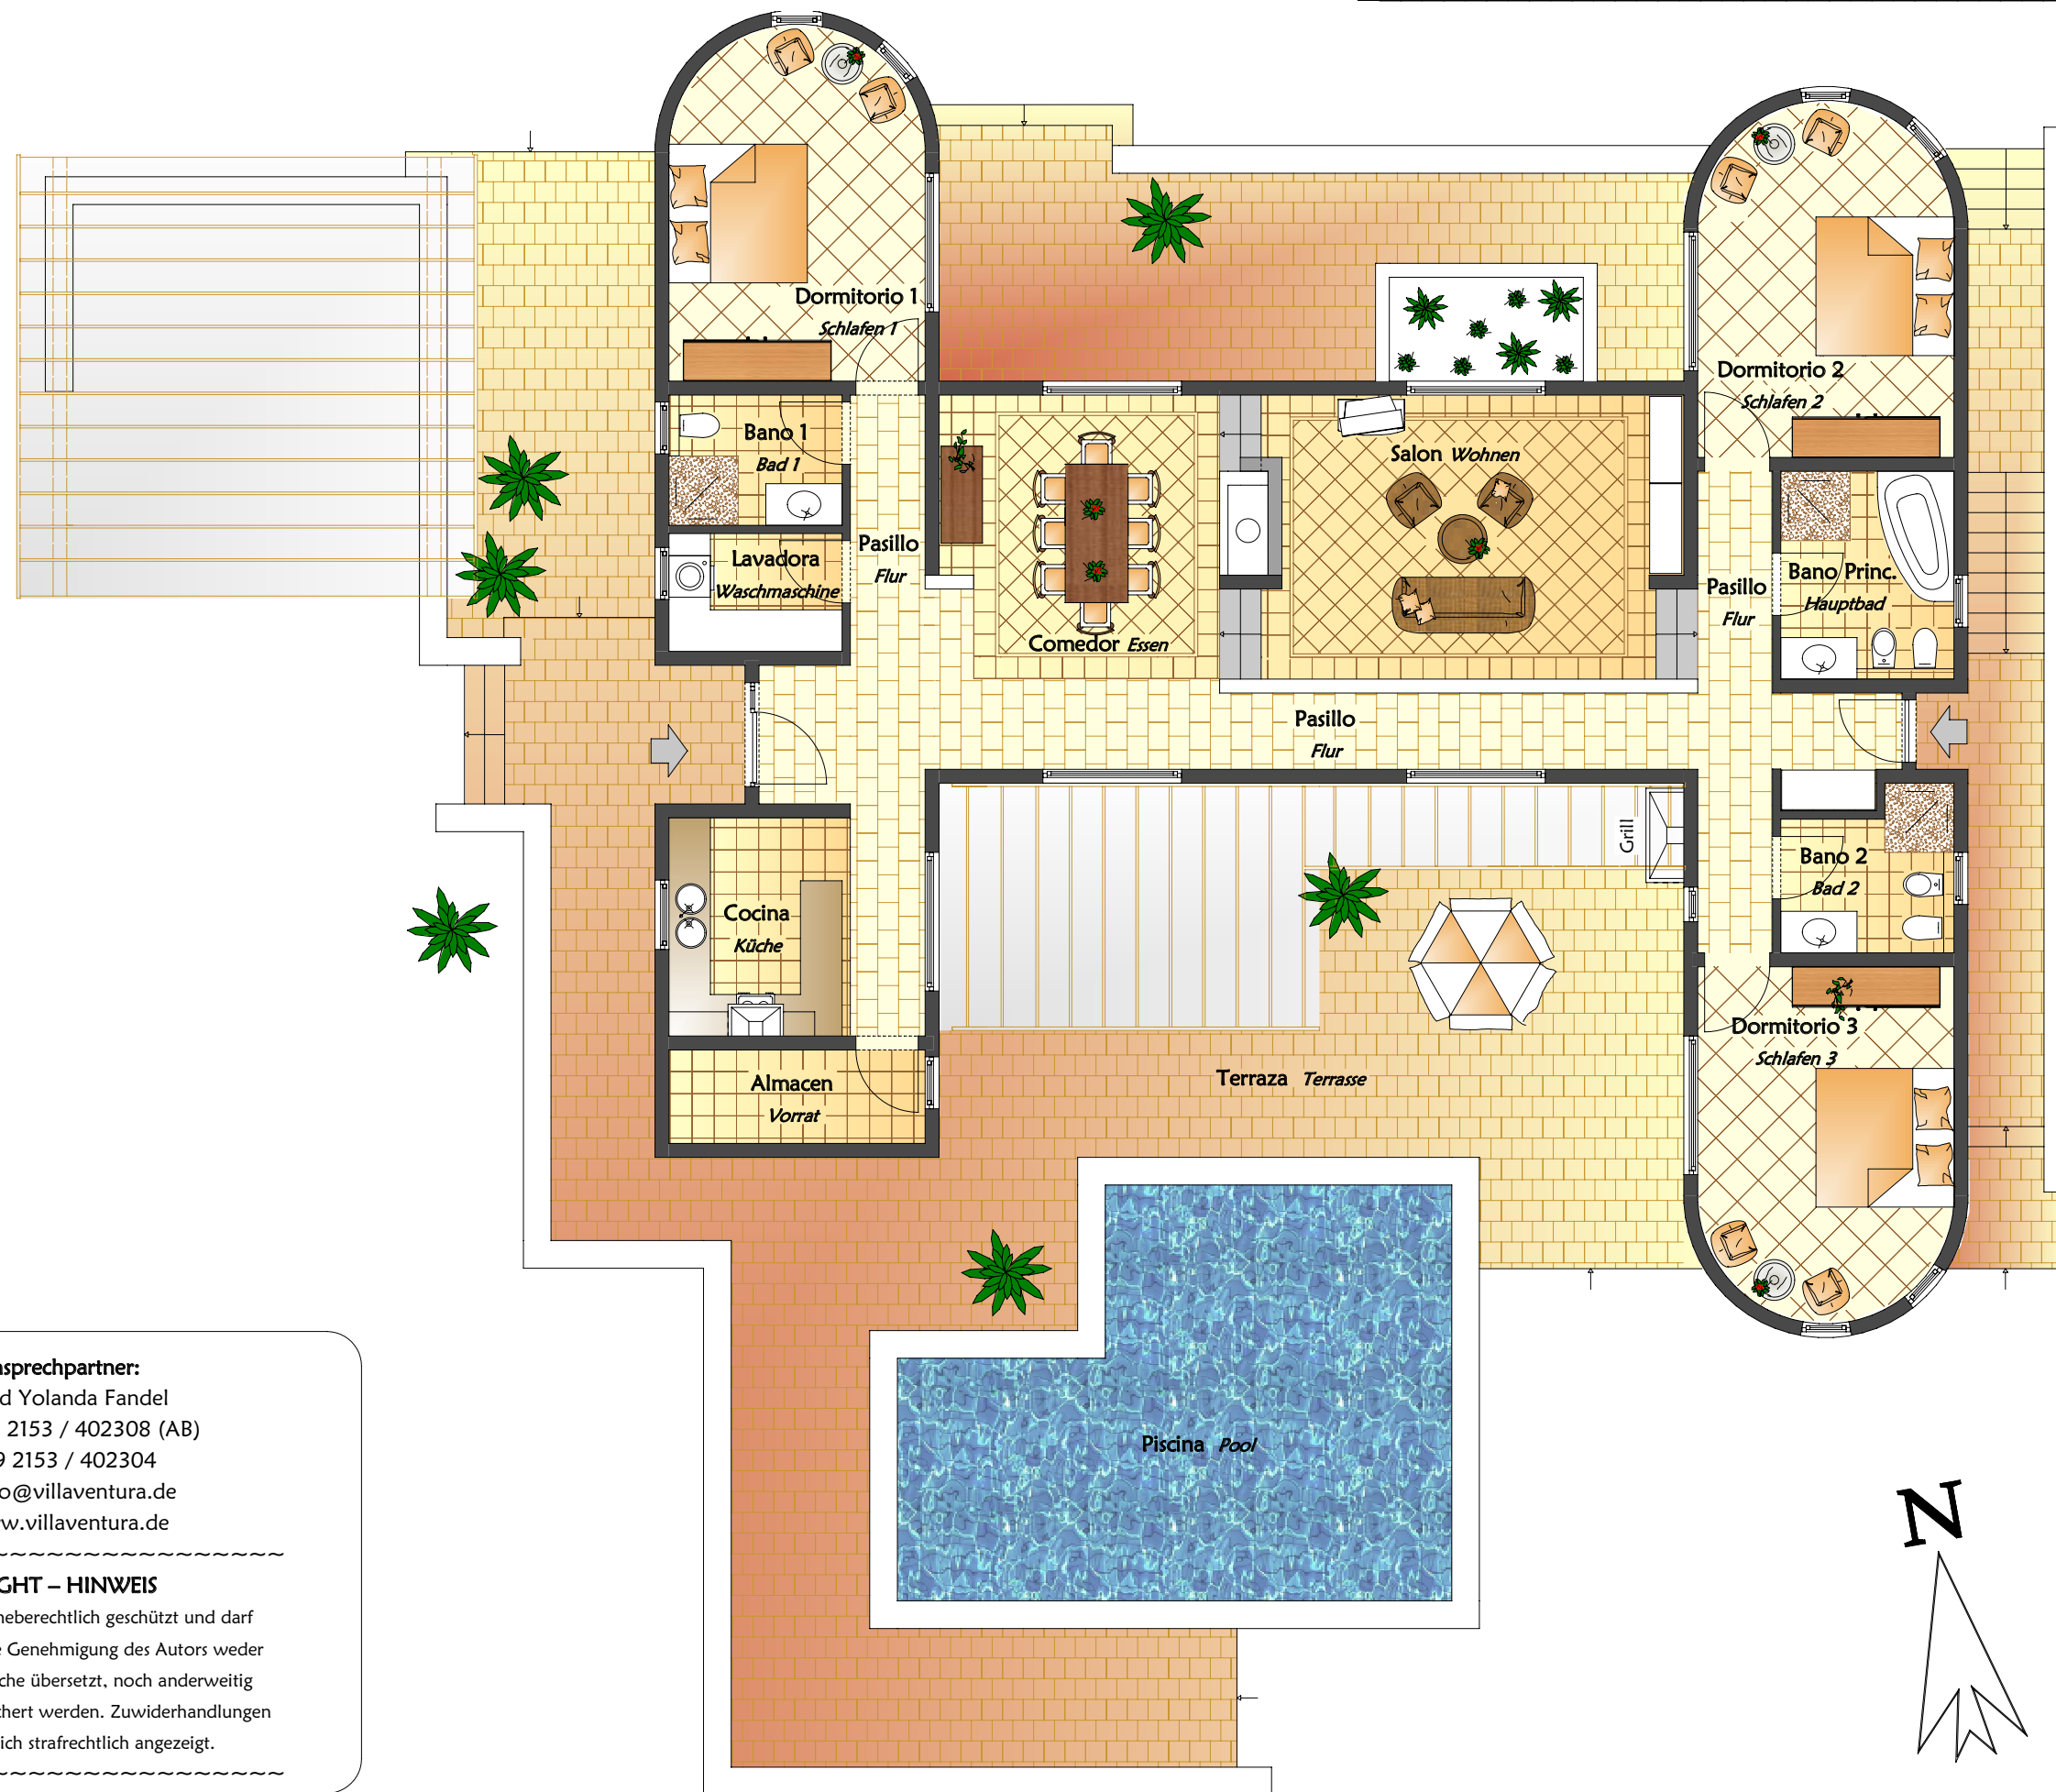 Dormitorio 1
Schlafen 1
Dormitorio 2
Schlafen 2
Bano 1
Bad 1
Salon Wohnen
Lavadora
Waschmaschine
Pasillo
Flur
Bano Princ.
Hauptbad
Pasillo
Flur
Comedor Essen
Pasillo
Flur
Grill
Bano 2
Bad 2
Cocina
Küche
Dormitorio 3
Schlafen 3
Terraza Terrasse
Almacen
Vorrat
Piscina Pool
N
sprechpartner:
d Yolanda Fandel
2153 / 402308 (AB)
9 2153 / 402304
o@villaventura.de
w.villaventura.de
~~~~~~~~~~~~~~~~
GHT – HINWEIS
heberechtlich geschützt und darf
e Genehmigung des Autors weder
che übersetzt, noch anderweitig
chert werden. Zuwiderhandlungen
ich strafrechtlich angezeigt.
~~~~~~~~~~~~~~~~